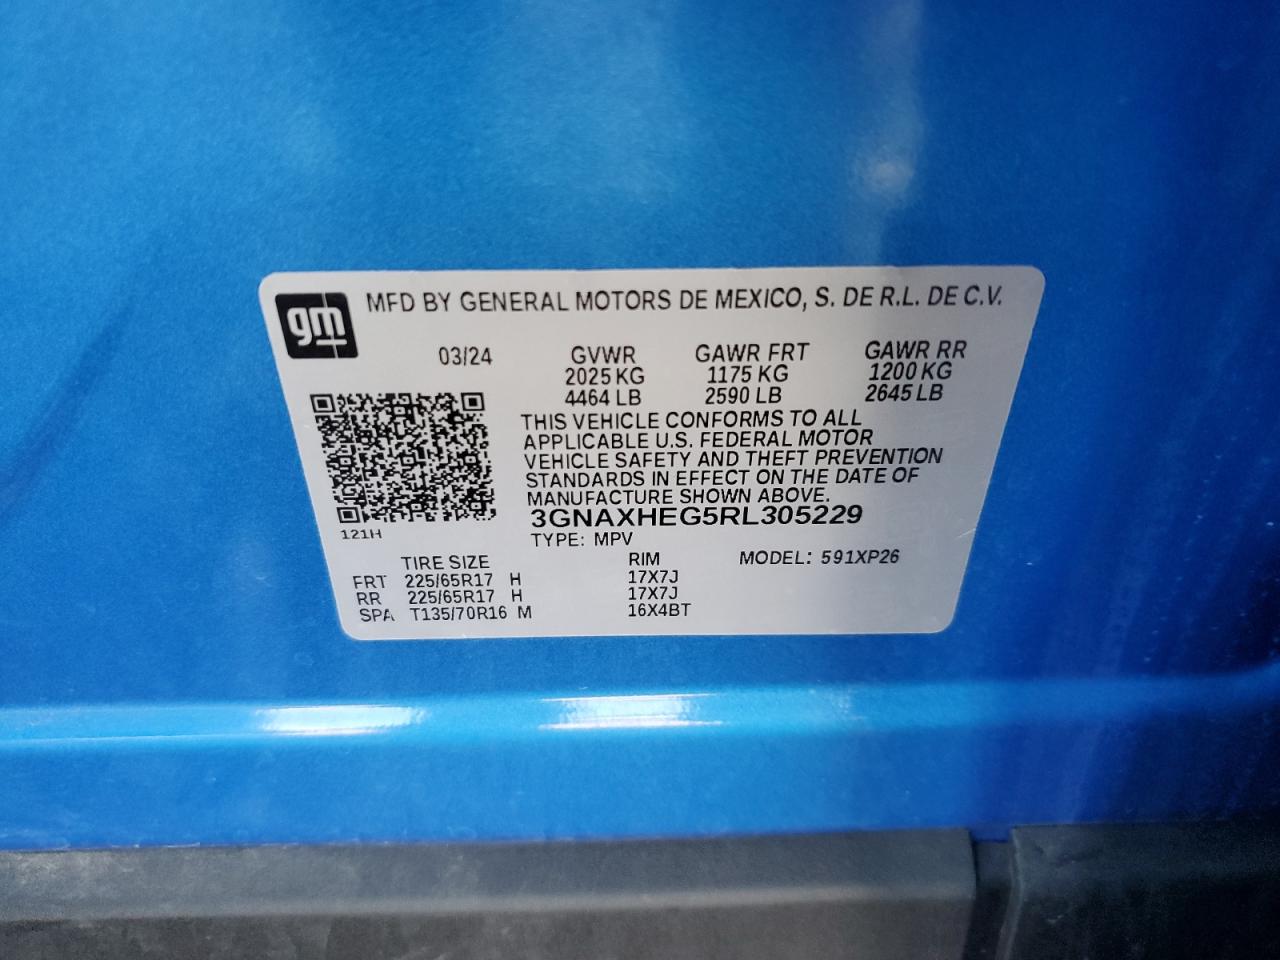 gm
MFD BY GENERAL MOTORS DE MEXICO, S. DE R.L. DE C.V.
03/24 GVWR GAWR FRT GAWR RR
2025 KG 1175 KG 1200 KG
4464 LB 2590 LB 2645 LB
THIS VEHICLE CONFORMS TO ALL
APPLICABLE U.S. FEDERAL MOTOR
VEHICLE SAFETY AND THEFT PREVENTION
STANDARDS IN EFFECT ON THE DATE OF
MANUFACTURE SHOWN ABOVE.
3GNAXHEG5RL305229
121H
TYPE: MPV
TIRE SIZE RIM MODEL: 591XP26
FRT 225/65R17 H 17X7J
RR 225/65R17 H 17X7J
SPA T135/70R16 M 16X4BT